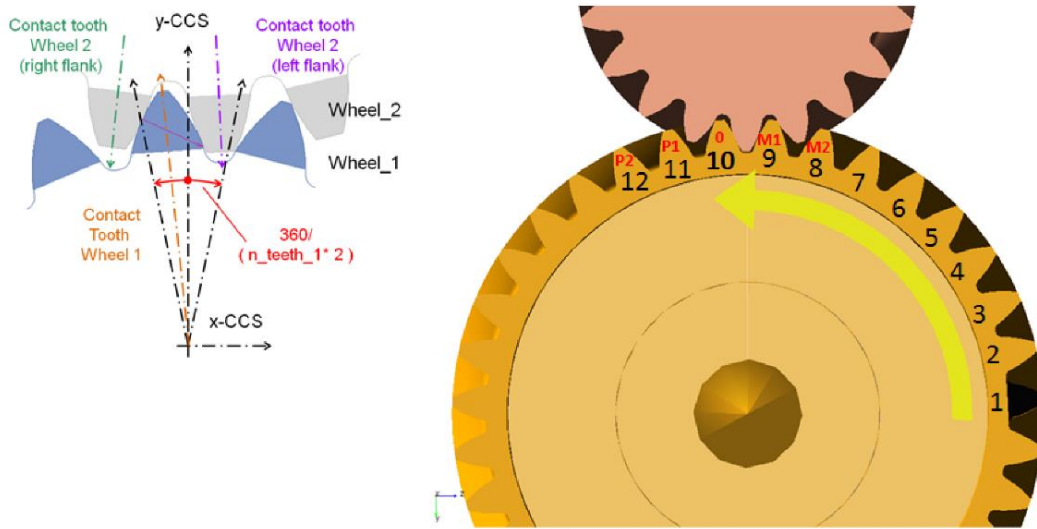 Contact tooth
Wheel 2
(right flank)
y-CCS
Contact tooth
Wheel 2
(left flank)
Wheel_2
Wheel_1
Contact
Tooth
Wheel 1
360/
( n_teeth_1* 2 )
x-CCS
P2 P1 0 M1 M2
12 11 10 9 8 7 6 5 4 3 2 1
z
y